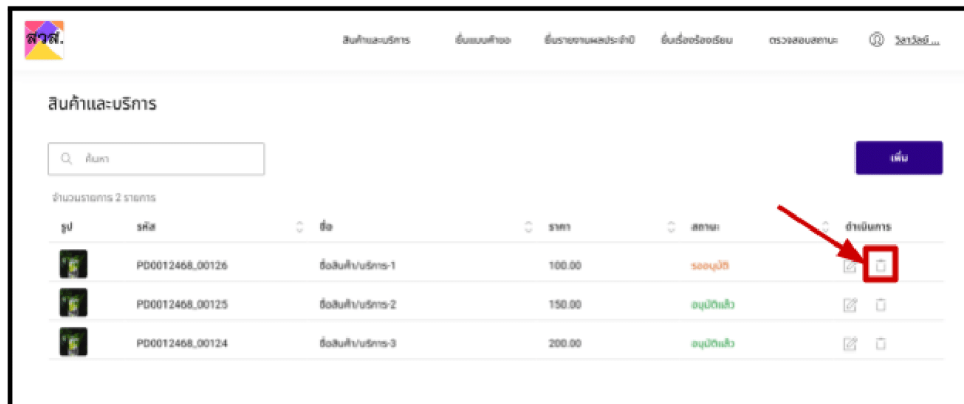 สวส.
สินค้าและบริการ ยื่นแบบคำขอ ยื่นรายงานผลประจำปี ยื่นเรื่องร้องเรียน ตรวจสอบสถานะ วิลาวัลย์ ...
สินค้าและบริการ
ค้นหา
เพิ่ม
จำนวนรายการ 2 รายการ
รูป รหัส ชื่อ ราคา สถานะ ดำเนินการ
PD0012468_00126 ชื่อสินค้า/บริการ-1 100.00 รออนุมัติ
PD0012468_00125 ชื่อสินค้า/บริการ-2 150.00 อนุมัติแล้ว
PD0012468_00124 ชื่อสินค้า/บริการ-3 200.00 อนุมัติแล้ว